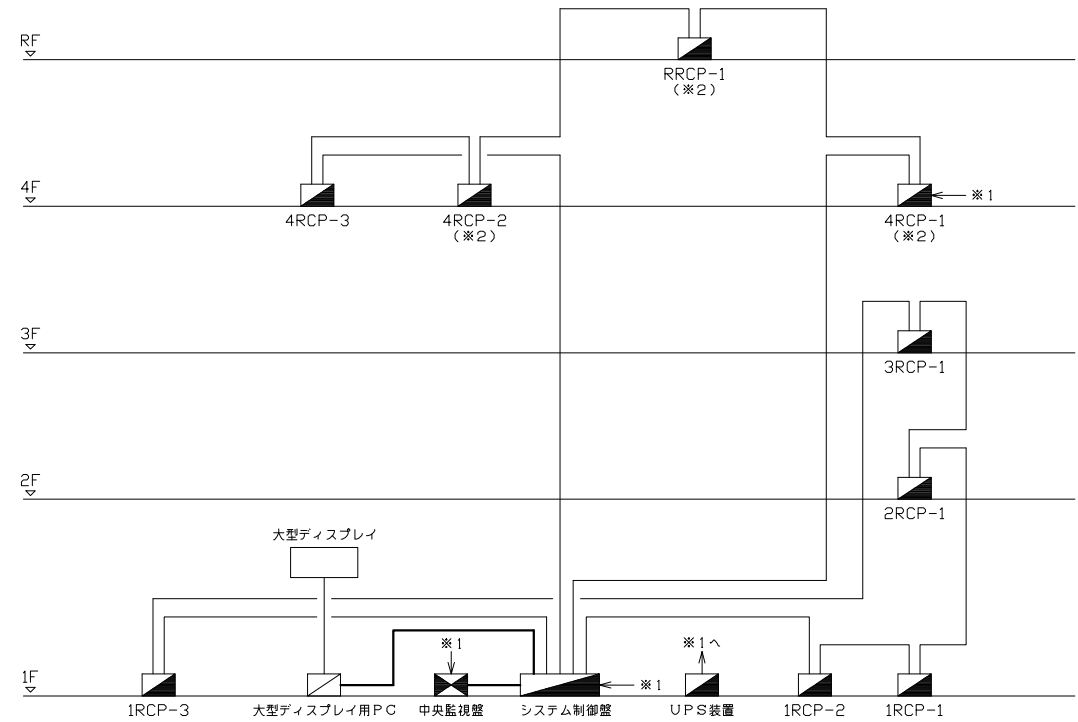 RF
RRCP-1
(※2)
4F
※1
4RCP-3
4RCP-2
(※2)
4RCP-1
(※2)
3F
3RCP-1
2F
2RCP-1
大型ディスプレイ
※1
※1へ
1F
※1
1RCP-3
大型ディスプレイ用PC
中央監視盤
システム制御盤
UPS装置
1RCP-2
1RCP-1